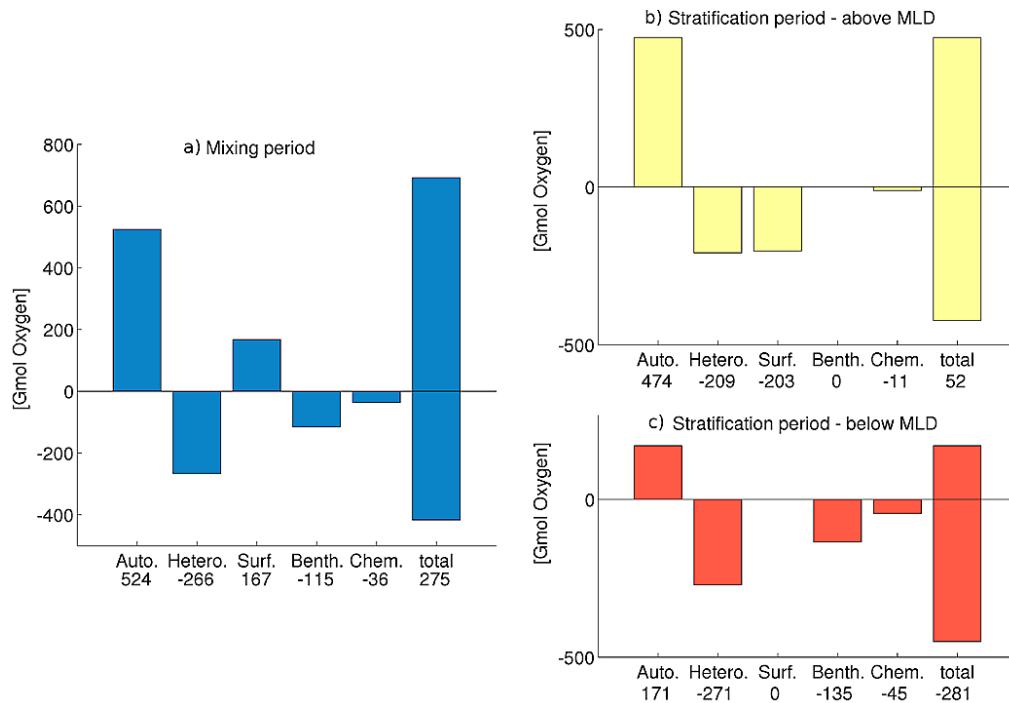 a) Mixing period
[Gmol Oxygen]
800
600
400
200
0
-200
-400
Auto. Hetero. Surf. Benth. Chem. total
524 -266 167 -115 -36 275
b) Stratification period - above MLD
[Gmol Oxygen]
500
0
-500
Auto. Hetero. Surf. Benth. Chem. total
474 -209 -203 0 -11 52
c) Stratification period - below MLD
[Gmol Oxygen]
0
-500
Auto. Hetero. Surf. Benth. Chem. total
171 -271 0 -135 -45 -281